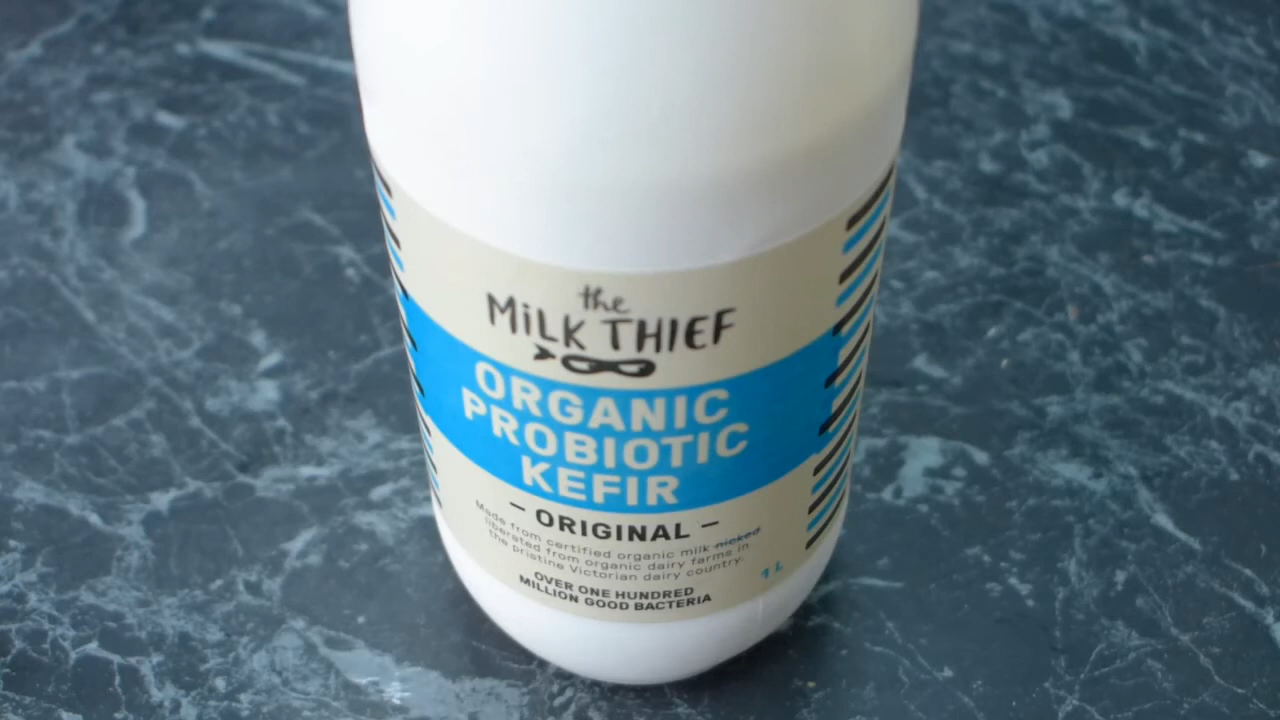 the
MiLK THIEF
ORGANIC
PROBIOTIC
KEFIR
- ORIGINAL -
Made from certified organic milk nicked
liberated from organic dairy farms in
the pristine Victorian dairy country.
OVER ONE HUNDRED
MILLION GOOD BACTERIA
1 L